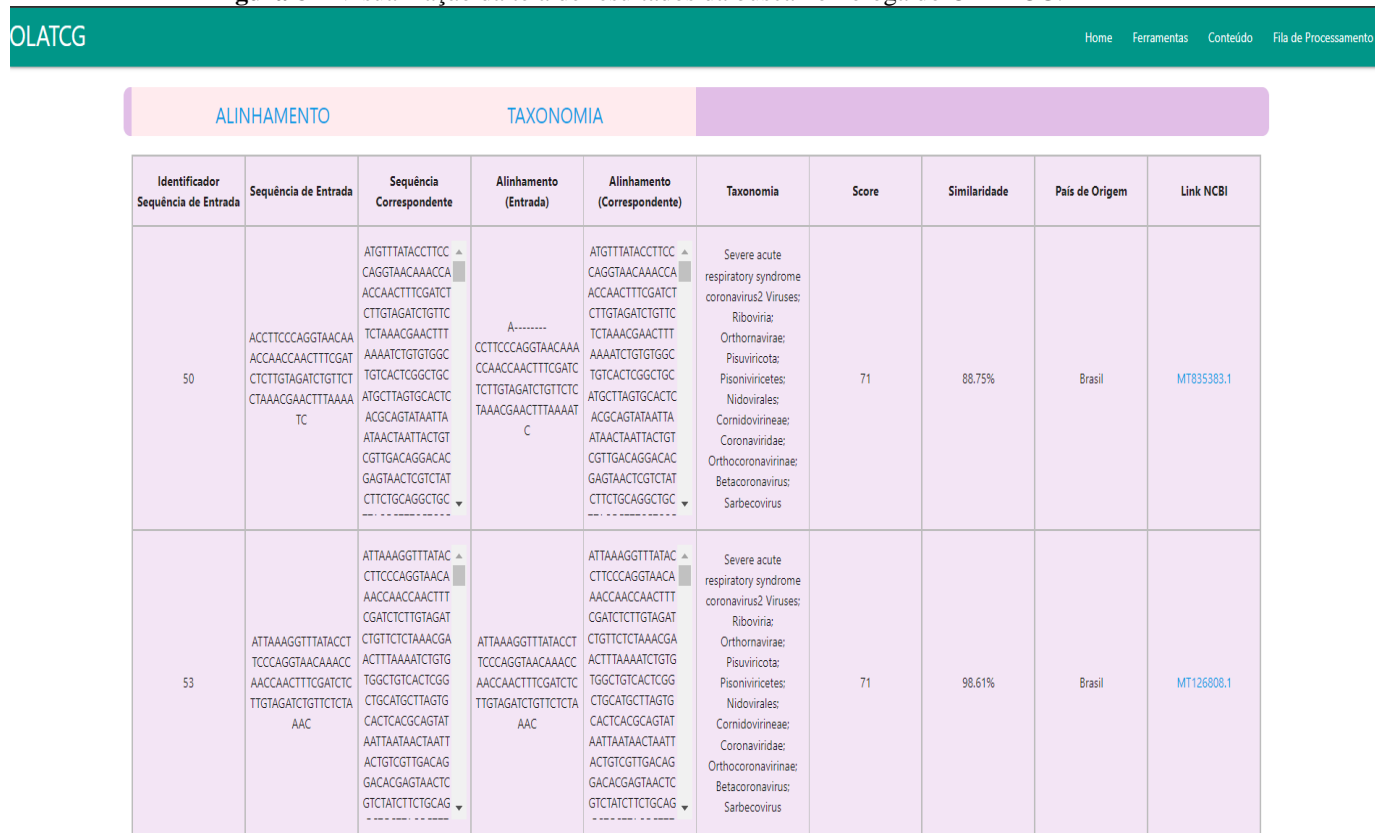 OLATCG
Home Ferramentas Conteúdo Fila de Processamento
ALINHAMENTO TAXONOMIA
Identificador
Sequência de Entrada
Sequência de Entrada
Sequência
Correspondente
Alinhamento
(Entrada)
Alinhamento
(Correspondente)
Taxonomia
Score
Similaridade
País de Origem
Link NCBI
50
ACCTTCCCAGGTAACAA
ACCAACCAACTTTCGAT
CTCTTGTAGATCTGTTCT
CTAAACGAACTTTAAAA
TC
ATGTTTATACCTTCC
CAGGTAACAAACCA
ACCAACTTTCGATCT
CTTGTAGATCTGTTC
TCTAAACGAACTTT
AAAATCTGTGTGGC
TGTCACTCGGCTGC
ATGCTTAGTGCACTC
ACGCAGTATAATTA
ATAACTAATTACTGT
CGTTGACAGGACAC
GAGTAACTCGTCTAT
CTTCTGCAGGCTGC
A--------
CCTTCCCAGGTAACAAA
CCAACCAACTTTCGATC
TCTTGTAGATCTGTTCTC
TAAACGAACTTTAAAAT
C
ATGTTTATACCTTCC
CAGGTAACAAACCA
ACCAACTTTCGATCT
CTTGTAGATCTGTTC
TCTAAACGAACTTT
AAAATCTGTGTGGC
TGTCACTCGGCTGC
ATGCTTAGTGCACTC
ACGCAGTATAATTA
ATAACTAATTACTGT
CGTTGACAGGACAC
GAGTAACTCGTCTAT
CTTCTGCAGGCTGC
Severe acute
respiratory syndrome
coronavirus2 Viruses;
Riboviria;
Orthornavirae;
Pisuviricota;
Pisoniviricetes;
Nidovirales;
Cornidovirineae;
Coronaviridae;
Orthocoronavirinae;
Betacoronavirus;
Sarbecovirus
71
88.75%
Brasil
MT835383.1
53
ATTAAAGGTTTATACCT
TCCCAGGTAACAAACC
AACCAACTTTCGATCTC
TTGTAGATCTGTTCTCTA
AAC
ATTAAAGGTTTATAC
CTTCCCAGGTAACA
AACCAACCAACTTT
CGATCTCTTGTAGAT
CTGTTCTCTAAACGA
ACTTTAAAATCTGTG
TGGCTGTCACTCGG
CTGCATGCTTAGTG
CACTCACGCAGTAT
AATTAATAACTAATT
ACTGTCGTTGACAG
GACACGAGTAACTC
GTCTATCTTCTGCAG
ATTAAAGGTTTATACCT
TCCCAGGTAACAAACC
AACCAACTTTCGATCTC
TTGTAGATCTGTTCTCTA
AAC
ATTAAAGGTTTATAC
CTTCCCAGGTAACA
AACCAACCAACTTT
CGATCTCTTGTAGAT
CTGTTCTCTAAACGA
ACTTTAAAATCTGTG
TGGCTGTCACTCGG
CTGCATGCTTAGTG
CACTCACGCAGTAT
AATTAATAACTAATT
ACTGTCGTTGACAG
GACACGAGTAACTC
GTCTATCTTCTGCAG
Severe acute
respiratory syndrome
coronavirus2 Viruses;
Riboviria;
Orthornavirae;
Pisuviricota;
Pisoniviricetes;
Nidovirales;
Cornidovirineae;
Coronaviridae;
Orthocoronavirinae;
Betacoronavirus;
Sarbecovirus
71
98.61%
Brasil
MT126808.1